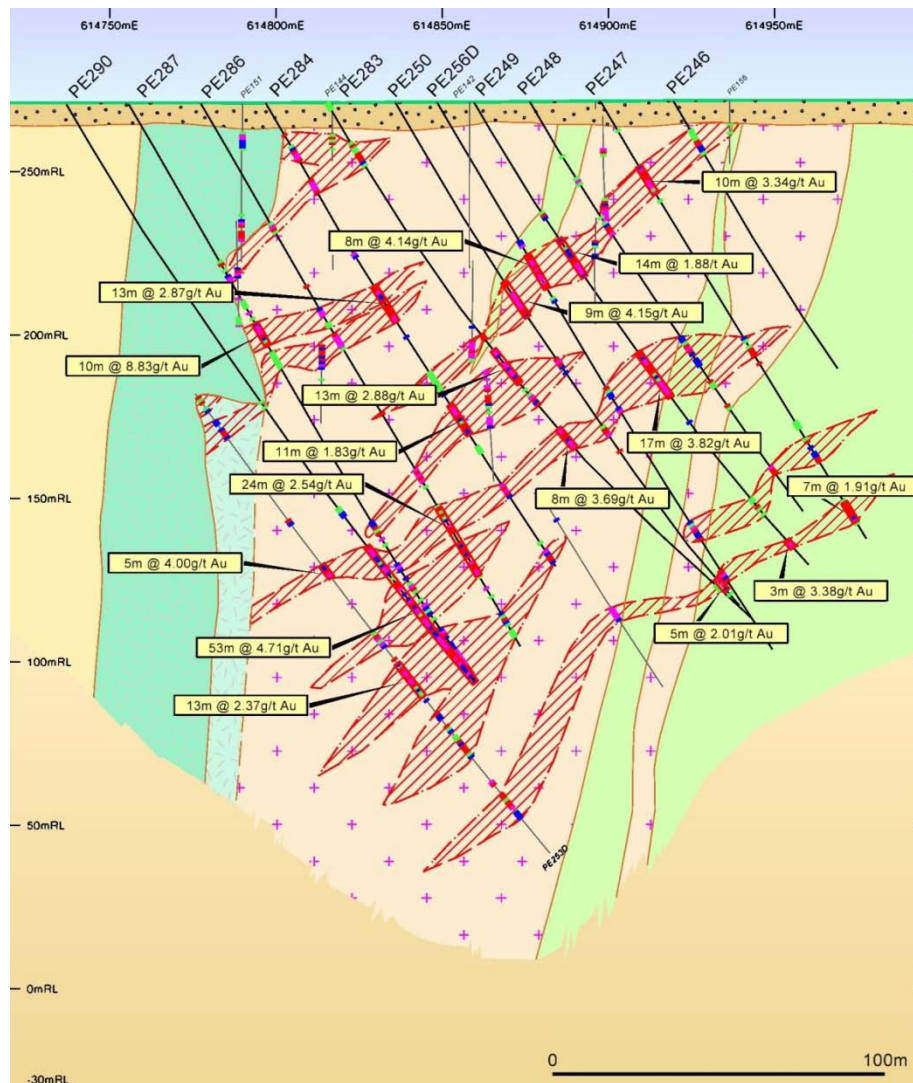 614750mE 614800mE 614850mE 614900mE 614950mE
PE290 PE287 PE286 PE151 PE284 PE144 PE283 PE250 PE256D PE142 PE249 PE248 PE247 PE246 PE156
250mRL
10m @ 3.34g/t Au
8m @ 4.14g/t Au
14m @ 1.88g/t Au
13m @ 2.87g/t Au
9m @ 4.15g/t Au
200mRL
10m @ 8.83g/t Au
13m @ 2.88g/t Au
17m @ 3.82g/t Au
11m @ 1.83g/t Au
24m @ 2.54g/t Au
7m @ 1.91g/t Au
8m @ 3.69g/t Au
150mRL
5m @ 4.00g/t Au
3m @ 3.38g/t Au
5m @ 2.01g/t Au
53m @ 4.71g/t Au
100mRL
13m @ 2.37g/t Au
50mRL
PE253D
0mRL
0 100m
-30mRL